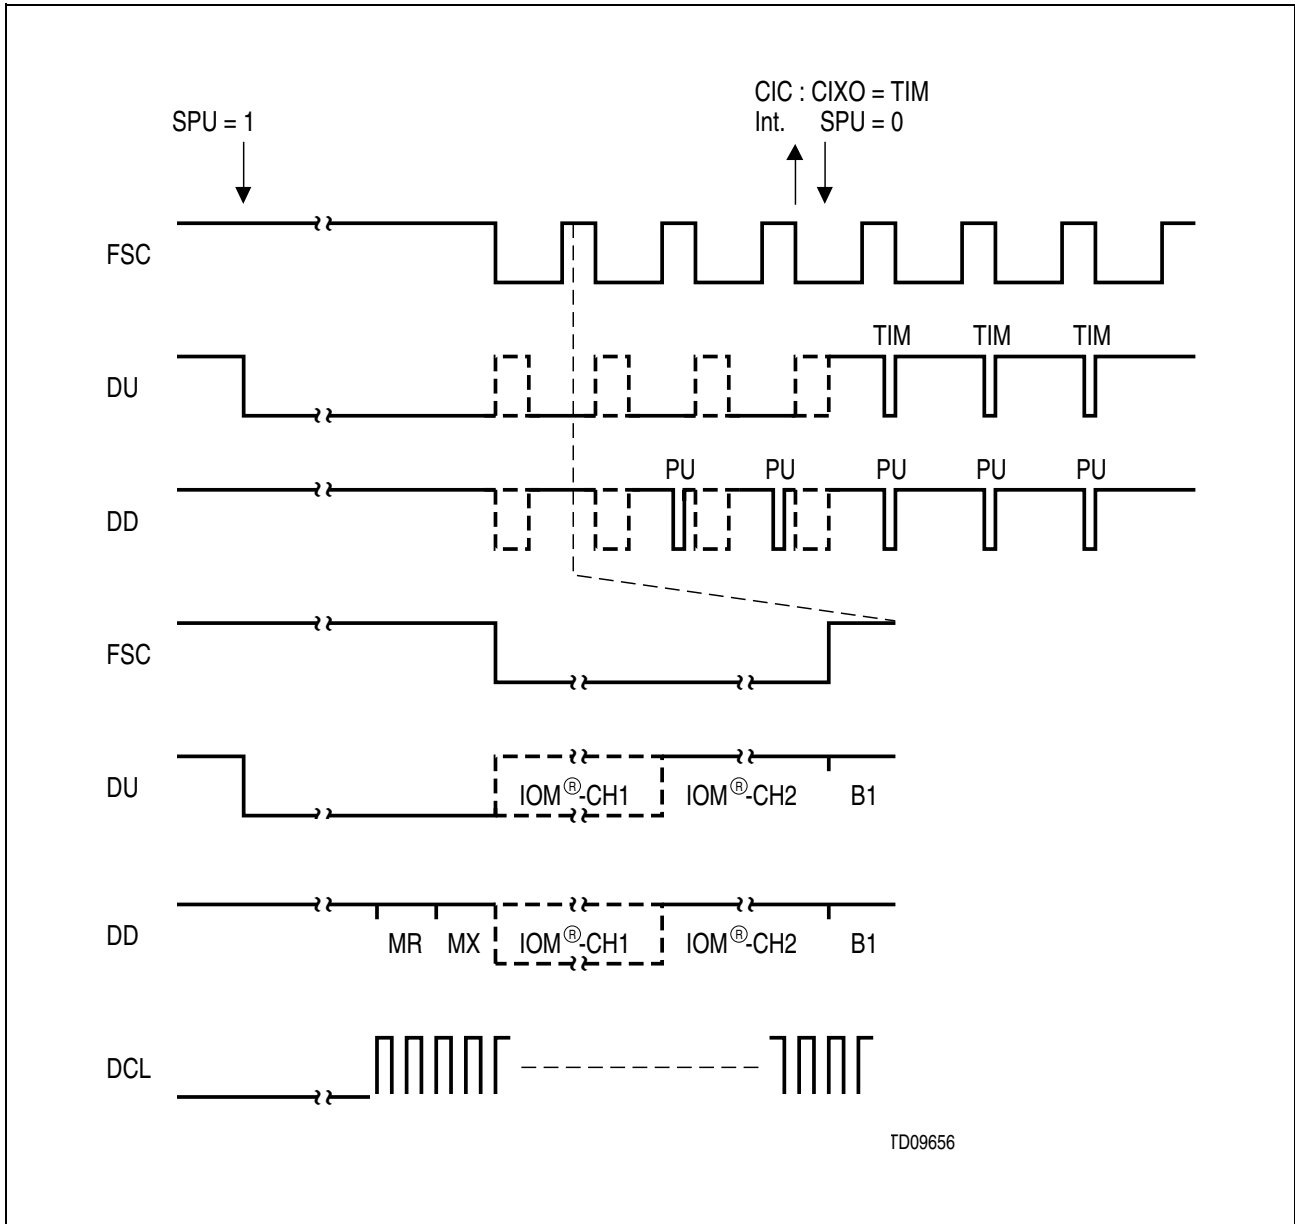 CIC : CIXO = TIM
SPU = 1
Int. SPU = 0
FSC
TIM TIM TIM
DU
PU PU PU PU PU
DD
FSC
DU
IOM®-CH1 IOM®-CH2 B1
DD
MR MX IOM®-CH1 IOM®-CH2 B1
DCL
TD09656